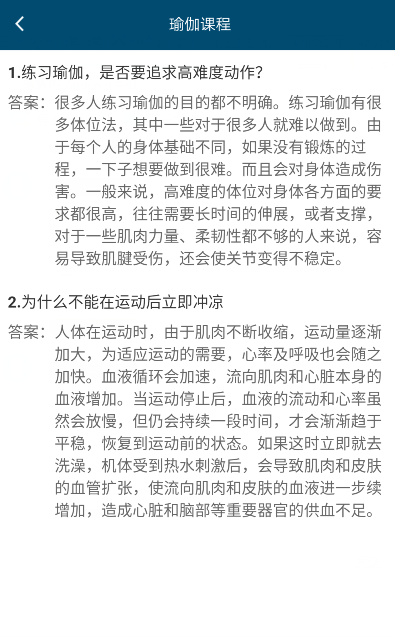 瑜伽课程
1.练习瑜伽，是否要追求高难度动作?
答案：很多人练习瑜伽的目的都不明确。练习瑜伽有很
多体位法，其中一些对于很多人就难以做到。由
于每个人的身体基础不同，如果没有锻炼的过
程，一下子想要做到很难。而且会对身体造成伤
害。一般来说，高难度的体位对身体各方面的要
求都很高，往往需要长时间的伸展，或者支撑，
对于一些肌肉力量、柔韧性都不够的人来说，容
易导致肌腱受伤，还会使关节变得不稳定。
2.为什么不能在运动后立即冲凉
答案：人体在运动时，由于肌肉不断收缩，运动量逐渐
加大，为适应运动的需要，心率及呼吸也会随之
加快。血液循环会加速，流向肌肉和心脏本身的
血液增加。当运动停止后，血液的流动和心率虽
然会放慢，但仍会持续一段时间，才会渐渐趋于
平稳，恢复到运动前的状态。如果这时立即就去
洗澡，机体受到热水刺激后，会导致肌肉和皮肤
的血管扩张，使流向肌肉和皮肤的血液进一步续
增加，造成心脏和脑部等重要器官的供血不足。